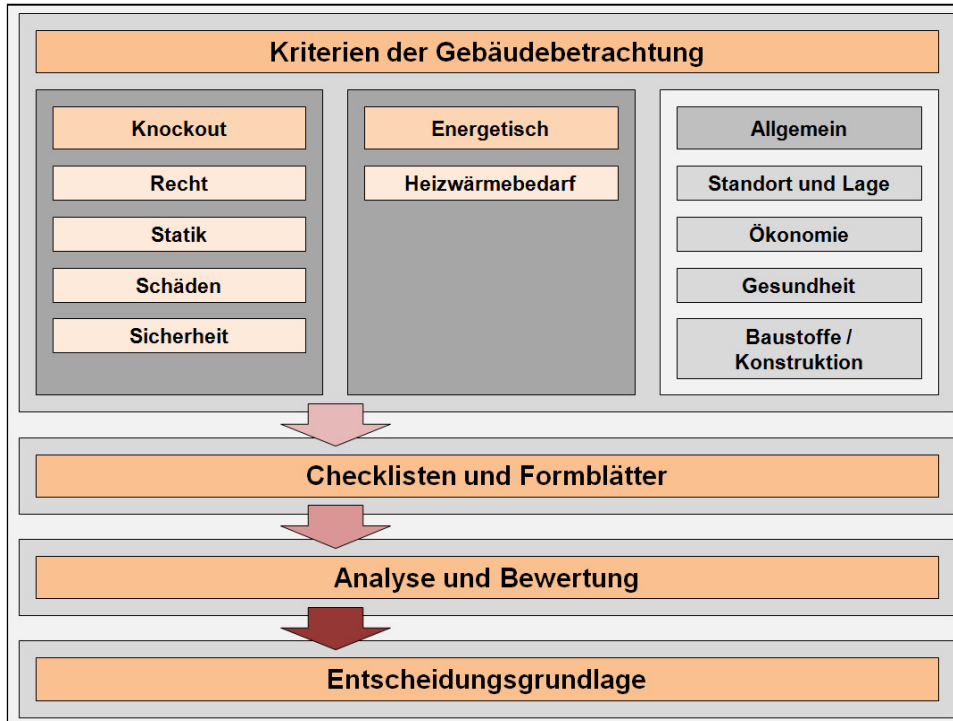 Kriterien der Gebäudebetrachtung
Knockout
Recht
Statik
Schäden
Sicherheit
Energetisch
Heizwärmebedarf
Allgemein
Standort und Lage
Ökonomie
Gesundheit
Baustoffe /
Konstruktion
Checklisten und Formblätter
Analyse und Bewertung
Entscheidungsgrundlage